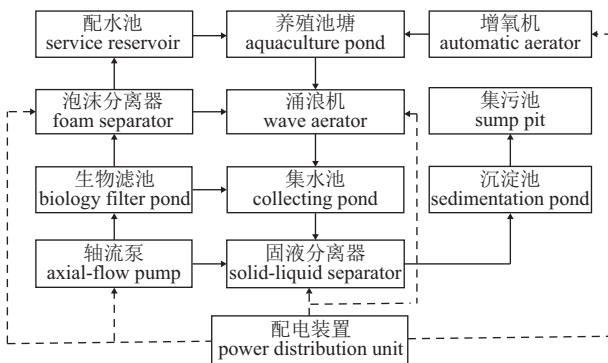 配水池
service reservoir
养殖池塘
aquaculture pond
增氧机
automatic aerator
泡沫分离器
foam separator
涌浪机
wave aerator
集污池
sump pit
生物滤池
biology filter pond
集水池
collecting pond
沉淀池
sedimentation pond
轴流泵
axial-flow pump
固液分离器
solid-liquid separator
配电装置
power distribution unit